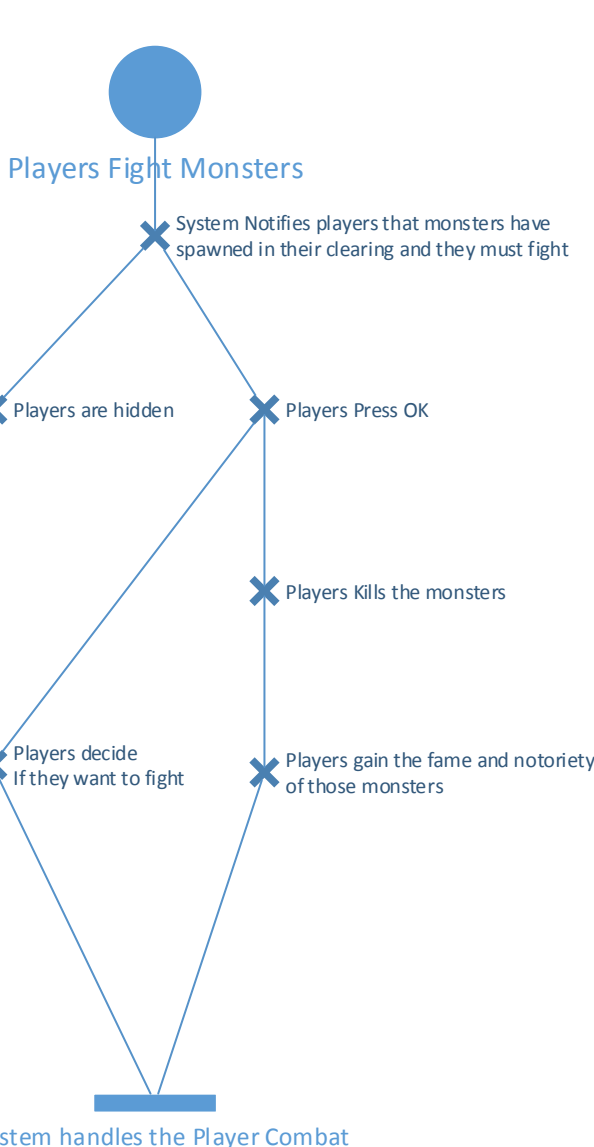 Players Fight Monsters
System Notifies players that monsters have
spawned in their clearing and they must fight
Players are hidden
Players Press OK
Players Kills the monsters
Players decide
If they want to fight
Players gain the fame and notoriety
of those monsters
stem handles the Player Combat